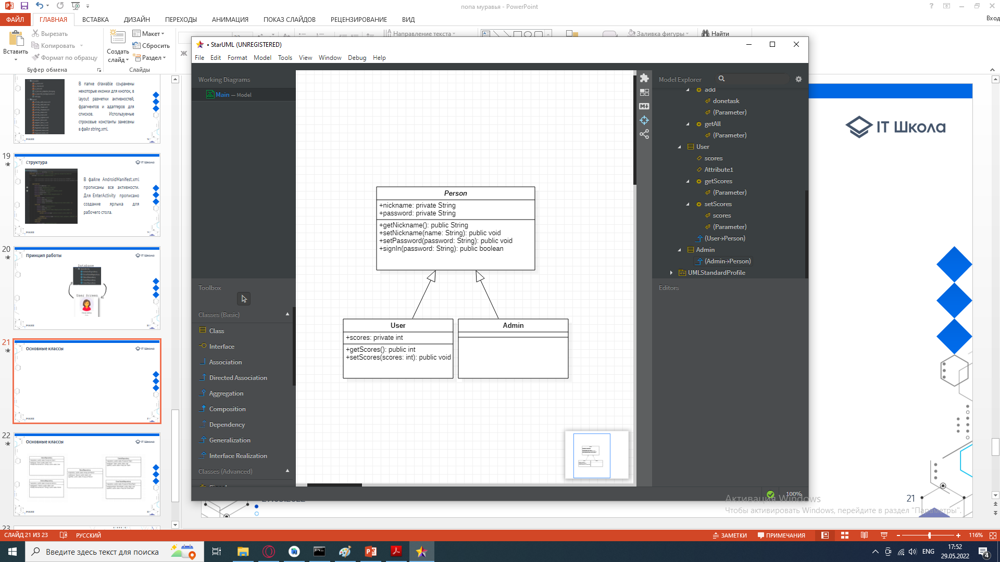 попа муравья - PowerPoint
ФАЙЛ ГЛАВНАЯ ВСТАВКА ДИЗАЙН ПЕРЕХОДЫ АНИМАЦИЯ ПОКАЗ СЛАЙДОВ РЕЦЕНЗИРОВАНИЕ ВИД
Вход
Вставить
Вырезать
Копировать
Формат по образцу
Буфер обмена
Создать
слайд
Макет
Сбросить
Раздел
Слайды
Ж
Направление текста
Заливка фигуры
Найти
В папке drawable сохранены
некоторые иконки для кнопок, в
layout разметки активностей,
фрагментов и адаптеров для
списков. Используемые
строковые константы занесены
в файл string.xml.
19
Структура
IT Школа
В файле AndroidManifest.xml
прописаны все активности.
Для EnterActivity прописано
создание ярлыка для
рабочего стола.
20
Принцип работы
IT Школа
Database
User Screen
21
Основные классы
IT Школа
22
Основные классы
IT Школа
23
• StarUML (UNREGISTERED)
File Edit Format Model Tools View Window Debug Help
Working Diagrams
Main — Model
Toolbox
Classes (Basic)
Class
Interface
Association
Directed Association
Aggregation
Composition
Dependency
Generalization
Interface Realization
Classes (Advanced)
Person
+nickname: private String
+password: private String
+getNickname(): public String
+setNickname(name: String): public void
+setPassword(password: String): public void
+signIn(password: String): public boolean
User
+scores: private int
+getScores(): public int
+setScores(scores: int): public void
Admin
Model Explorer
add
donetask
(Parameter)
getAll
(Parameter)
User
scores
Attribute1
getScores
(Parameter)
setScores
scores
(Parameter)
(User→Person)
Admin
(Admin→Person)
UMLStandardProfile
Editors
100%
IT Школа
21
Активация Windows
Чтобы активировать Windows, перейдите в раздел "Параметры".
СЛАЙД 21 ИЗ 23 РУССКИЙ
ЗАМЕТКИ ПРИМЕЧАНИЯ
116%
Введите здесь текст для поиска
ENG
17:52
29.05.2022
4